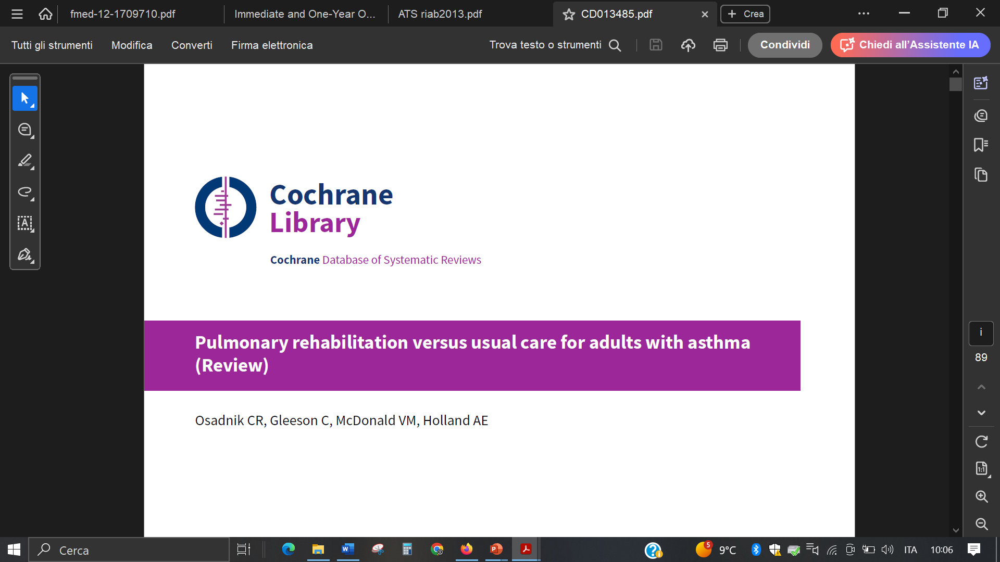 fmed-12-1709710.pdf
Immediate and One-Year O...
ATS riab2013.pdf
CD013485.pdf
Crea
Tutti gli strumenti
Modifica
Converti
Firma elettronica
Trova testo o strumenti
Condividi
Chiedi all’Assistente IA
Cochrane
Library
Cochrane Database of Systematic Reviews
Pulmonary rehabilitation versus usual care for adults with asthma
(Review)
Osadnik CR, Gleeson C, McDonald VM, Holland AE
i
89
1:1
Cerca
5
9°C
ITA
10:06